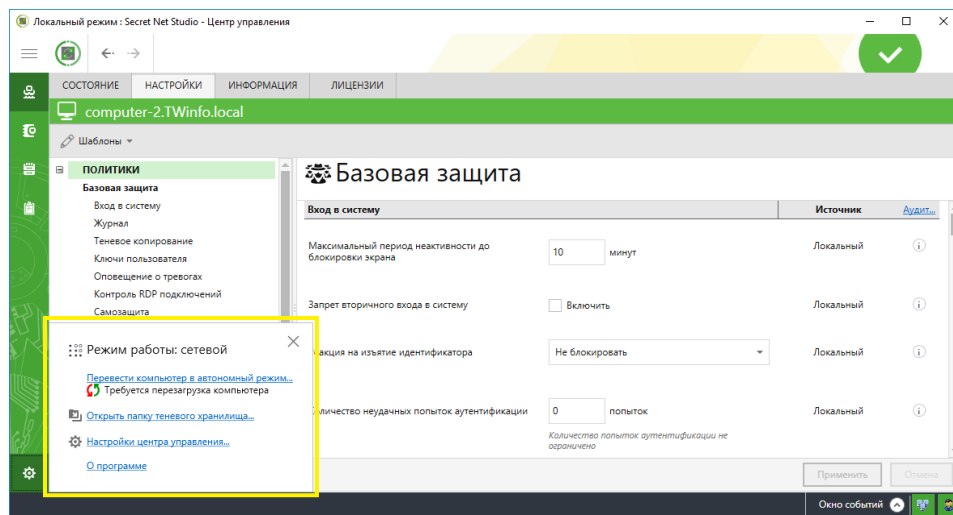 Локальный режим : Secret Net Studio - Центр управления
СОСТОЯНИЕ НАСТРОЙКИ ИНФОРМАЦИЯ ЛИЦЕНЗИИ
computer-2.TWinfo.local
Шаблоны
ПОЛИТИКИ
Базовая защита
Вход в систему
Журнал
Теневое копирование
Ключи пользователя
Оповещение о тревогах
Контроль RDP подключений
Самозащита
Базовая защита
Вход в систему Источник Аудит...
Максимальный период неактивности до
блокировки экрана
10 минут Локальный
Запрет вторичного входа в систему Включить Локальный
акция на изъятие идентификатора Не блокировать Локальный
оличество неудачных попыток аутентификации 0 попыток Локальный
Количество попыток аутентификации не
ограничено
Режим работы: сетевой
Перевести компьютер в автономный режим...
Требуется перезагрузка компьютера
Открыть папку теневого хранилища...
Настройки центра управления...
О программе
Применить Отмена
Окно событий